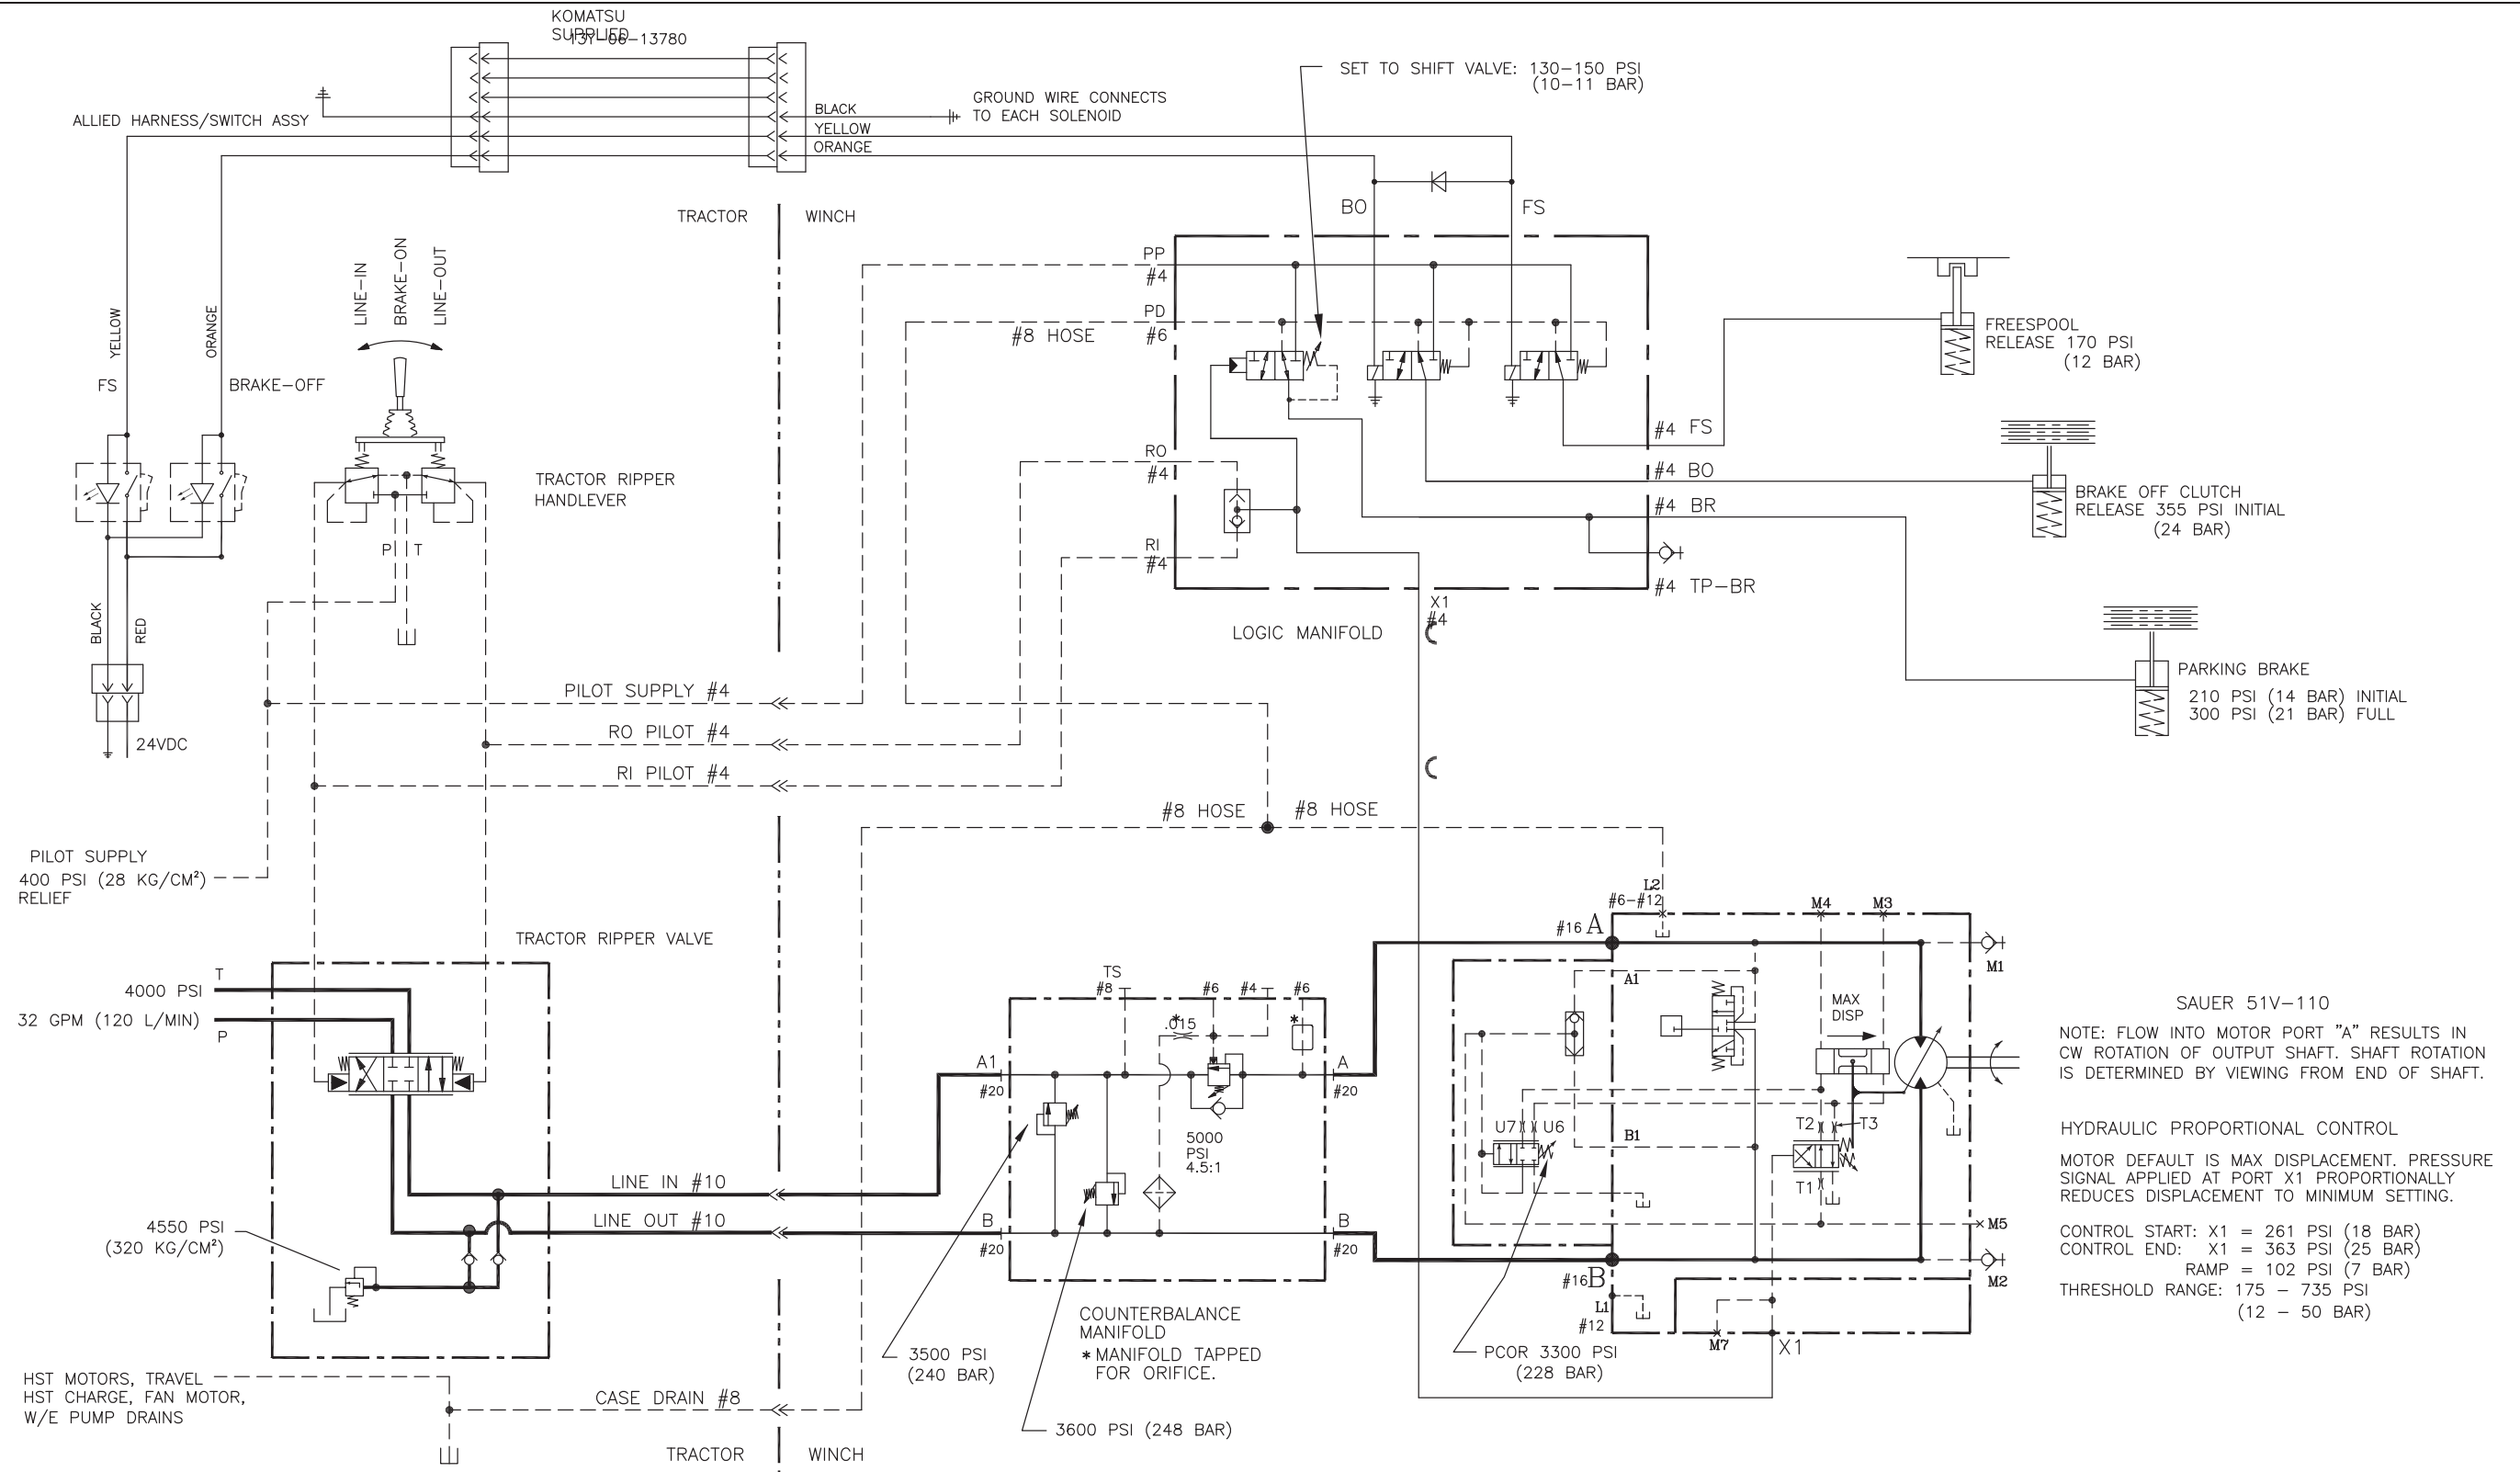 KOMATSU
SUPPLIED
13Y-06-13780
SET TO SHIFT VALVE: 130-150 PSI
(10-11 BAR)
ALLIED HARNESS/SWITCH ASSY
BLACK
YELLOW
ORANGE
GROUND WIRE CONNECTS
TO EACH SOLENOID
TRACTOR
WINCH
BO
FS
LINE-IN
BRAKE-ON
LINE-OUT
YELLOW
ORANGE
FS
BRAKE-OFF
PP
#4
PD
#6
#8 HOSE
FREESPOOL
RELEASE 170 PSI
(12 BAR)
TRACTOR RIPPER
HANDLEVER
RO
#4
RI
#4
#4 FS
#4 BO
#4 BR
#4 TP-BR
BRAKE OFF CLUTCH
RELEASE 355 PSI INITIAL
(24 BAR)
P
T
BLACK
RED
24VDC
X1
#4
LOGIC MANIFOLD
PARKING BRAKE
210 PSI (14 BAR) INITIAL
300 PSI (21 BAR) FULL
PILOT SUPPLY #4
RO PILOT #4
RI PILOT #4
#8 HOSE
#8 HOSE
PILOT SUPPLY
400 PSI (28 KG/CM²)
RELIEF
TRACTOR RIPPER VALVE
T
4000 PSI
32 GPM (120 L/MIN)
P
LINE IN #10
LINE OUT #10
4550 PSI
(320 KG/CM²)
HST MOTORS, TRAVEL
HST CHARGE, FAN MOTOR,
W/E PUMP DRAINS
CASE DRAIN #8
TRACTOR
WINCH
TS
#8
#6
#4
#6
*
.015
*
A1
#20
A
#20
5000
PSI
4.5:1
B
#20
B
#20
COUNTERBALANCE
MANIFOLD
* MANIFOLD TAPPED
FOR ORIFICE.
3500 PSI
(240 BAR)
3600 PSI (248 BAR)
L2
#6-#12
#16 A
M4
M3
M1
A1
MAX
DISP
U7
U6
B1
T2
T3
T1
M5
M2
#16 B
L1
#12
M7
X1
PCOR 3300 PSI
(228 BAR)
SAUER 51V-110
NOTE: FLOW INTO MOTOR PORT "A" RESULTS IN
CW ROTATION OF OUTPUT SHAFT. SHAFT ROTATION
IS DETERMINED BY VIEWING FROM END OF SHAFT.
HYDRAULIC PROPORTIONAL CONTROL
MOTOR DEFAULT IS MAX DISPLACEMENT. PRESSURE
SIGNAL APPLIED AT PORT X1 PROPORTIONALLY
REDUCES DISPLACEMENT TO MINIMUM SETTING.
CONTROL START: X1 = 261 PSI (18 BAR)
CONTROL END: X1 = 363 PSI (25 BAR)
RAMP = 102 PSI (7 BAR)
THRESHOLD RANGE: 175 - 735 PSI
(12 - 50 BAR)